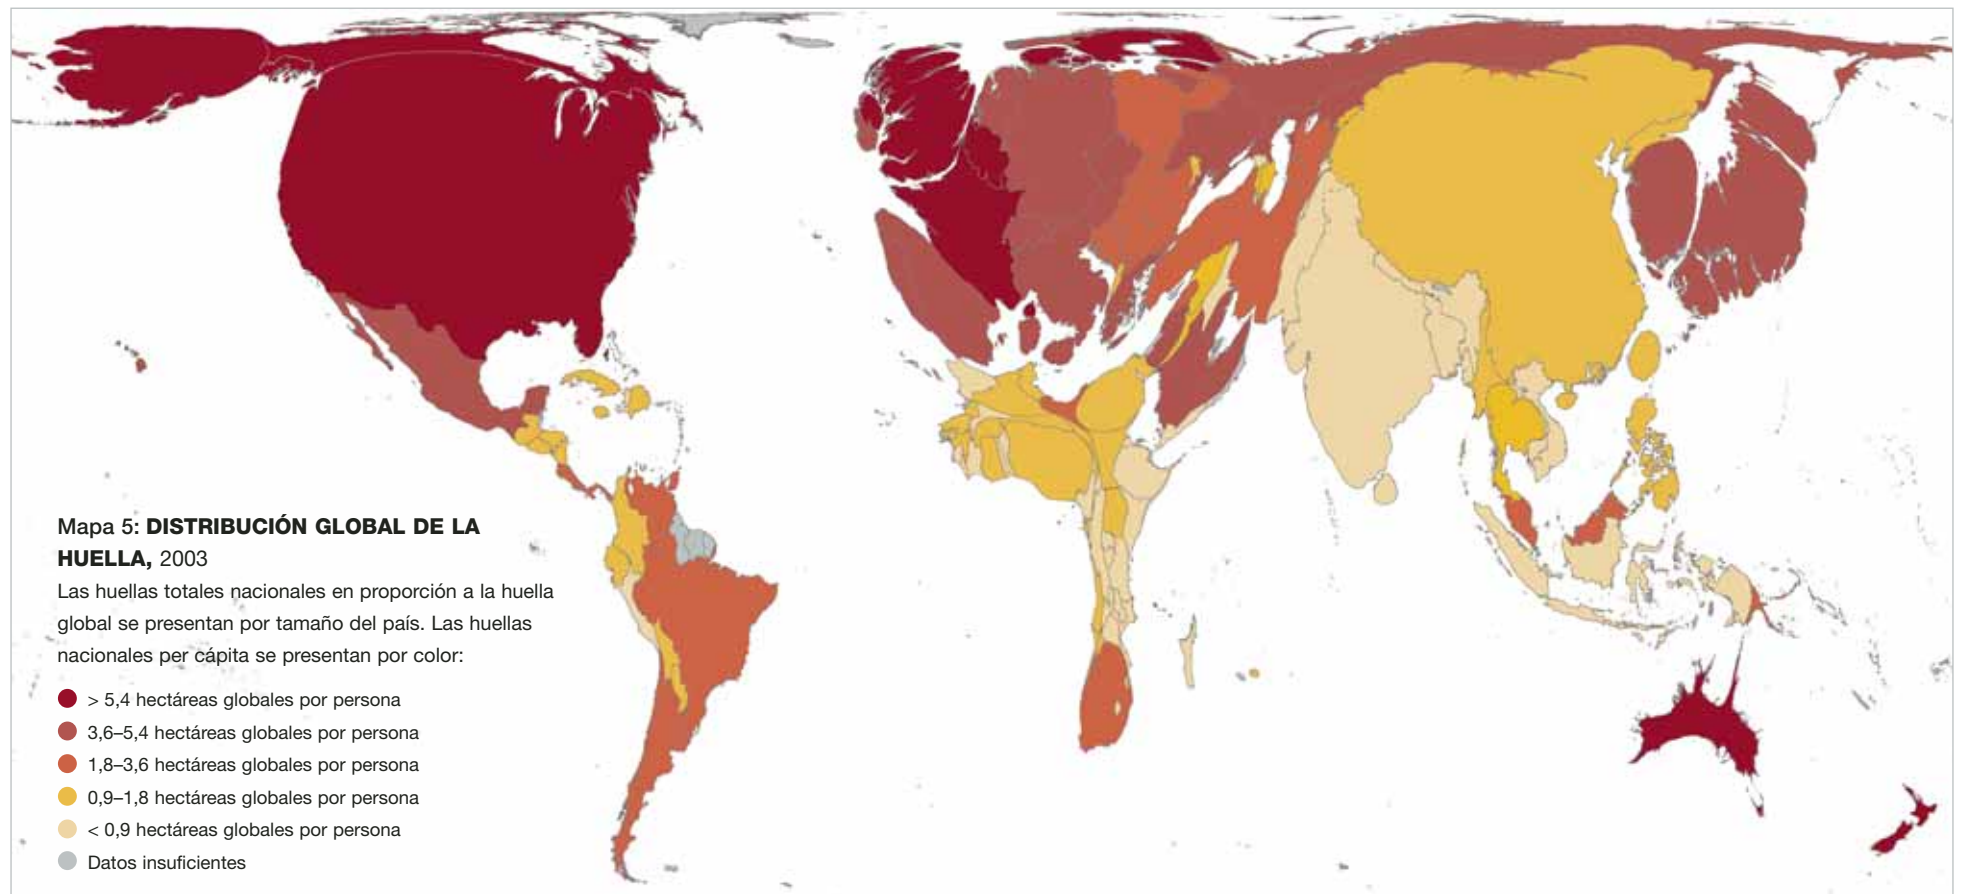 Mapa 5: DISTRIBUCIÓN GLOBAL DE LA
HUELLA, 2003
Las huellas totales nacionales en proporción a la huella
global se presentan por tamaño del país. Las huellas
nacionales per cápita se presentan por color:
> 5,4 hectáreas globales por persona
3,6–5,4 hectáreas globales por persona
1,8–3,6 hectáreas globales por persona
0,9–1,8 hectáreas globales por persona
< 0,9 hectáreas globales por persona
Datos insuficientes